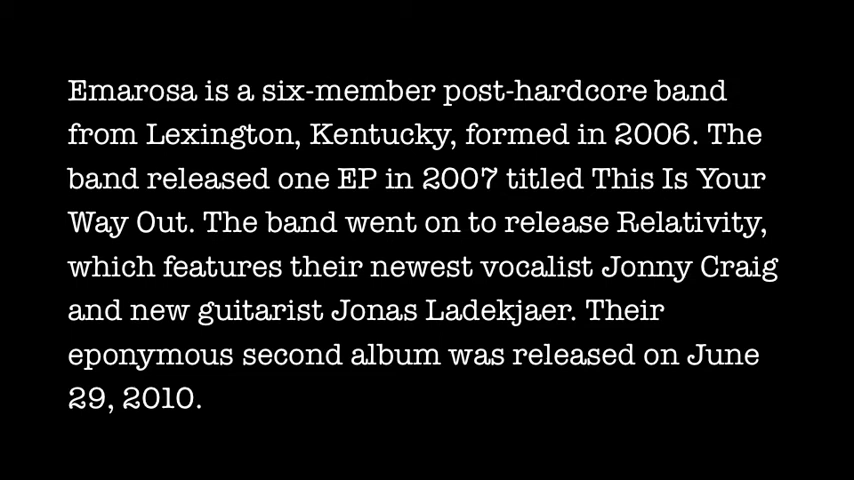 Emarosa is a six-member post-hardcore band
from Lexington, Kentucky, formed in 2006. The
band released one EP in 2007 titled This Is Your
Way Out. The band went on to release Relativity,
which features their newest vocalist Jonny Craig
and new guitarist Jonas Ladekjaer. Their
eponymous second album was released on June
29, 2010.